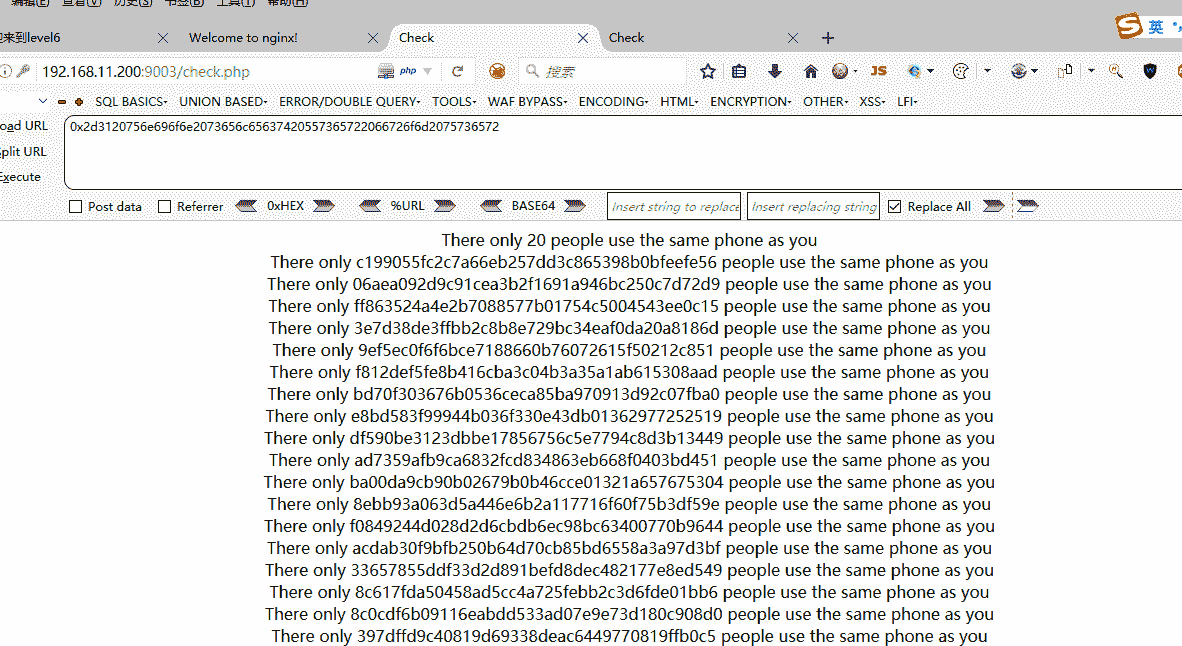 编辑(E) 查看(V) 历史(S) 书签(B) 工具(T) 帮助(H)
迎来到level6 Welcome to nginx! Check Check
英
192.168.11.200:9003/check.php php 搜索 JS
SQL BASICS UNION BASED ERROR/DOUBLE QUERY TOOLS WAF BYPASS ENCODING HTML ENCRYPTION OTHER XSS LFI
oad URL 0x2d3120756e696f6e2073656c65637420557365722066726f6d2075736572
plit URL
Execute
Post data Referrer 0xHEX %URL BASE64 Insert string to replace Insert replacing string Replace All
There only 20 people use the same phone as you
There only c199055fc2c7a66eb257dd3c865398b0bfeefe56 people use the same phone as you
There only 06aea092d9c91cea3b2f1691a946bc250c7d72d9 people use the same phone as you
There only ff863524a4e2b7088577b01754c5004543ee0c15 people use the same phone as you
There only 3e7d38de3ffbb2c8b8e729bc34eaf0da20a8186d people use the same phone as you
There only 9ef5ec0f6f6bce7188660b76072615f50212c851 people use the same phone as you
There only f812def5fe8b416cba3c04b3a35a1ab615308aad people use the same phone as you
There only bd70f303676b0536ceca85ba970913d92c07fba0 people use the same phone as you
There only e8bd583f99944b036f330e43db01362977252519 people use the same phone as you
There only df590be3123dbbe17856756c5e7794c8d3b13449 people use the same phone as you
There only ad7359afb9ca6832fcd834863eb668f0403bd451 people use the same phone as you
There only ba00da9cb90b02679b0b46cce01321a657675304 people use the same phone as you
There only 8ebb93a063d5a446e6b2a117716f60f75b3df59e people use the same phone as you
There only f0849244d028d2d6cbdb6ec98bc63400770b9644 people use the same phone as you
There only acdab30f9bfb250b64d70cb85bd6558a3a97d3bf people use the same phone as you
There only 33657855ddf33d2d891befd8dec482177e8ed549 people use the same phone as you
There only 8c617fda50458ad5cc4a725febb2c3d6fde01bb6 people use the same phone as you
There only 8c0cdf6b09116eabdd533ad07e9e73d180c908d0 people use the same phone as you
There only 397dffd9c40819d69338deac6449770819ffb0c5 people use the same phone as you